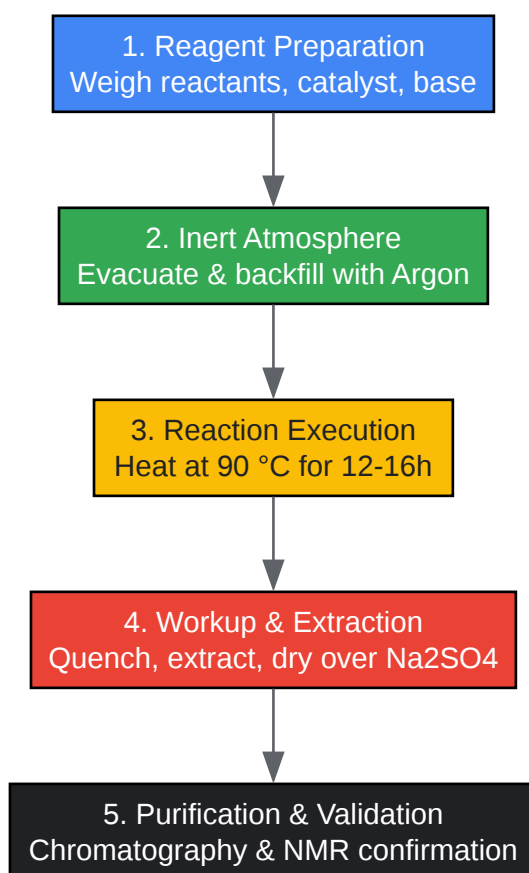 1. Reagent Preparation
Weigh reactants, catalyst, base
2. Inert Atmosphere
Evacuate & backfill with Argon
3. Reaction Execution
Heat at 90 °C for 12-16h
4. Workup & Extraction
Quench, extract, dry over Na2SO4
5. Purification & Validation
Chromatography & NMR confirmation